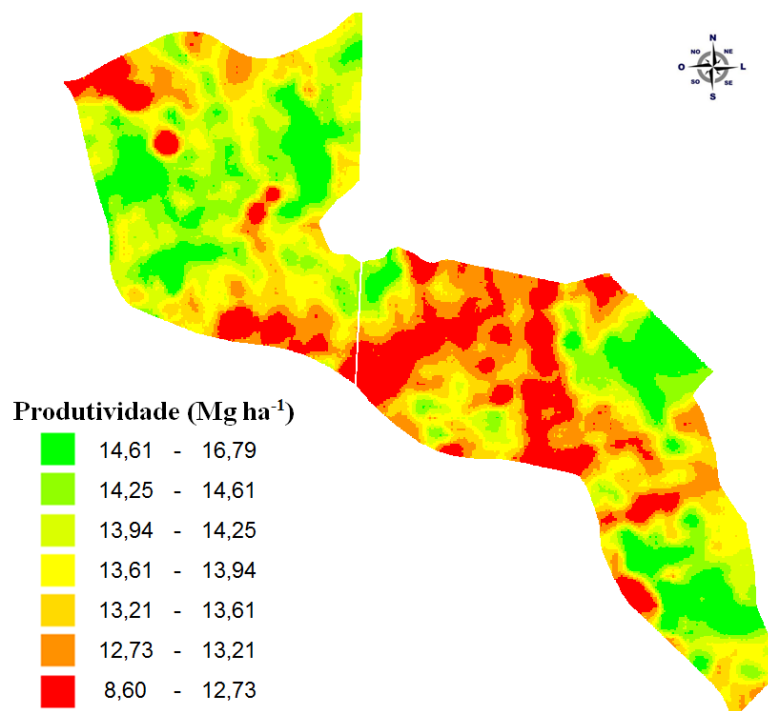 N
NO NE
O L
SO SE
S
Produtividade (Mg ha⁻¹)
14,61 - 16,79
14,25 - 14,61
13,94 - 14,25
13,61 - 13,94
13,21 - 13,61
12,73 - 13,21
8,60 - 12,73